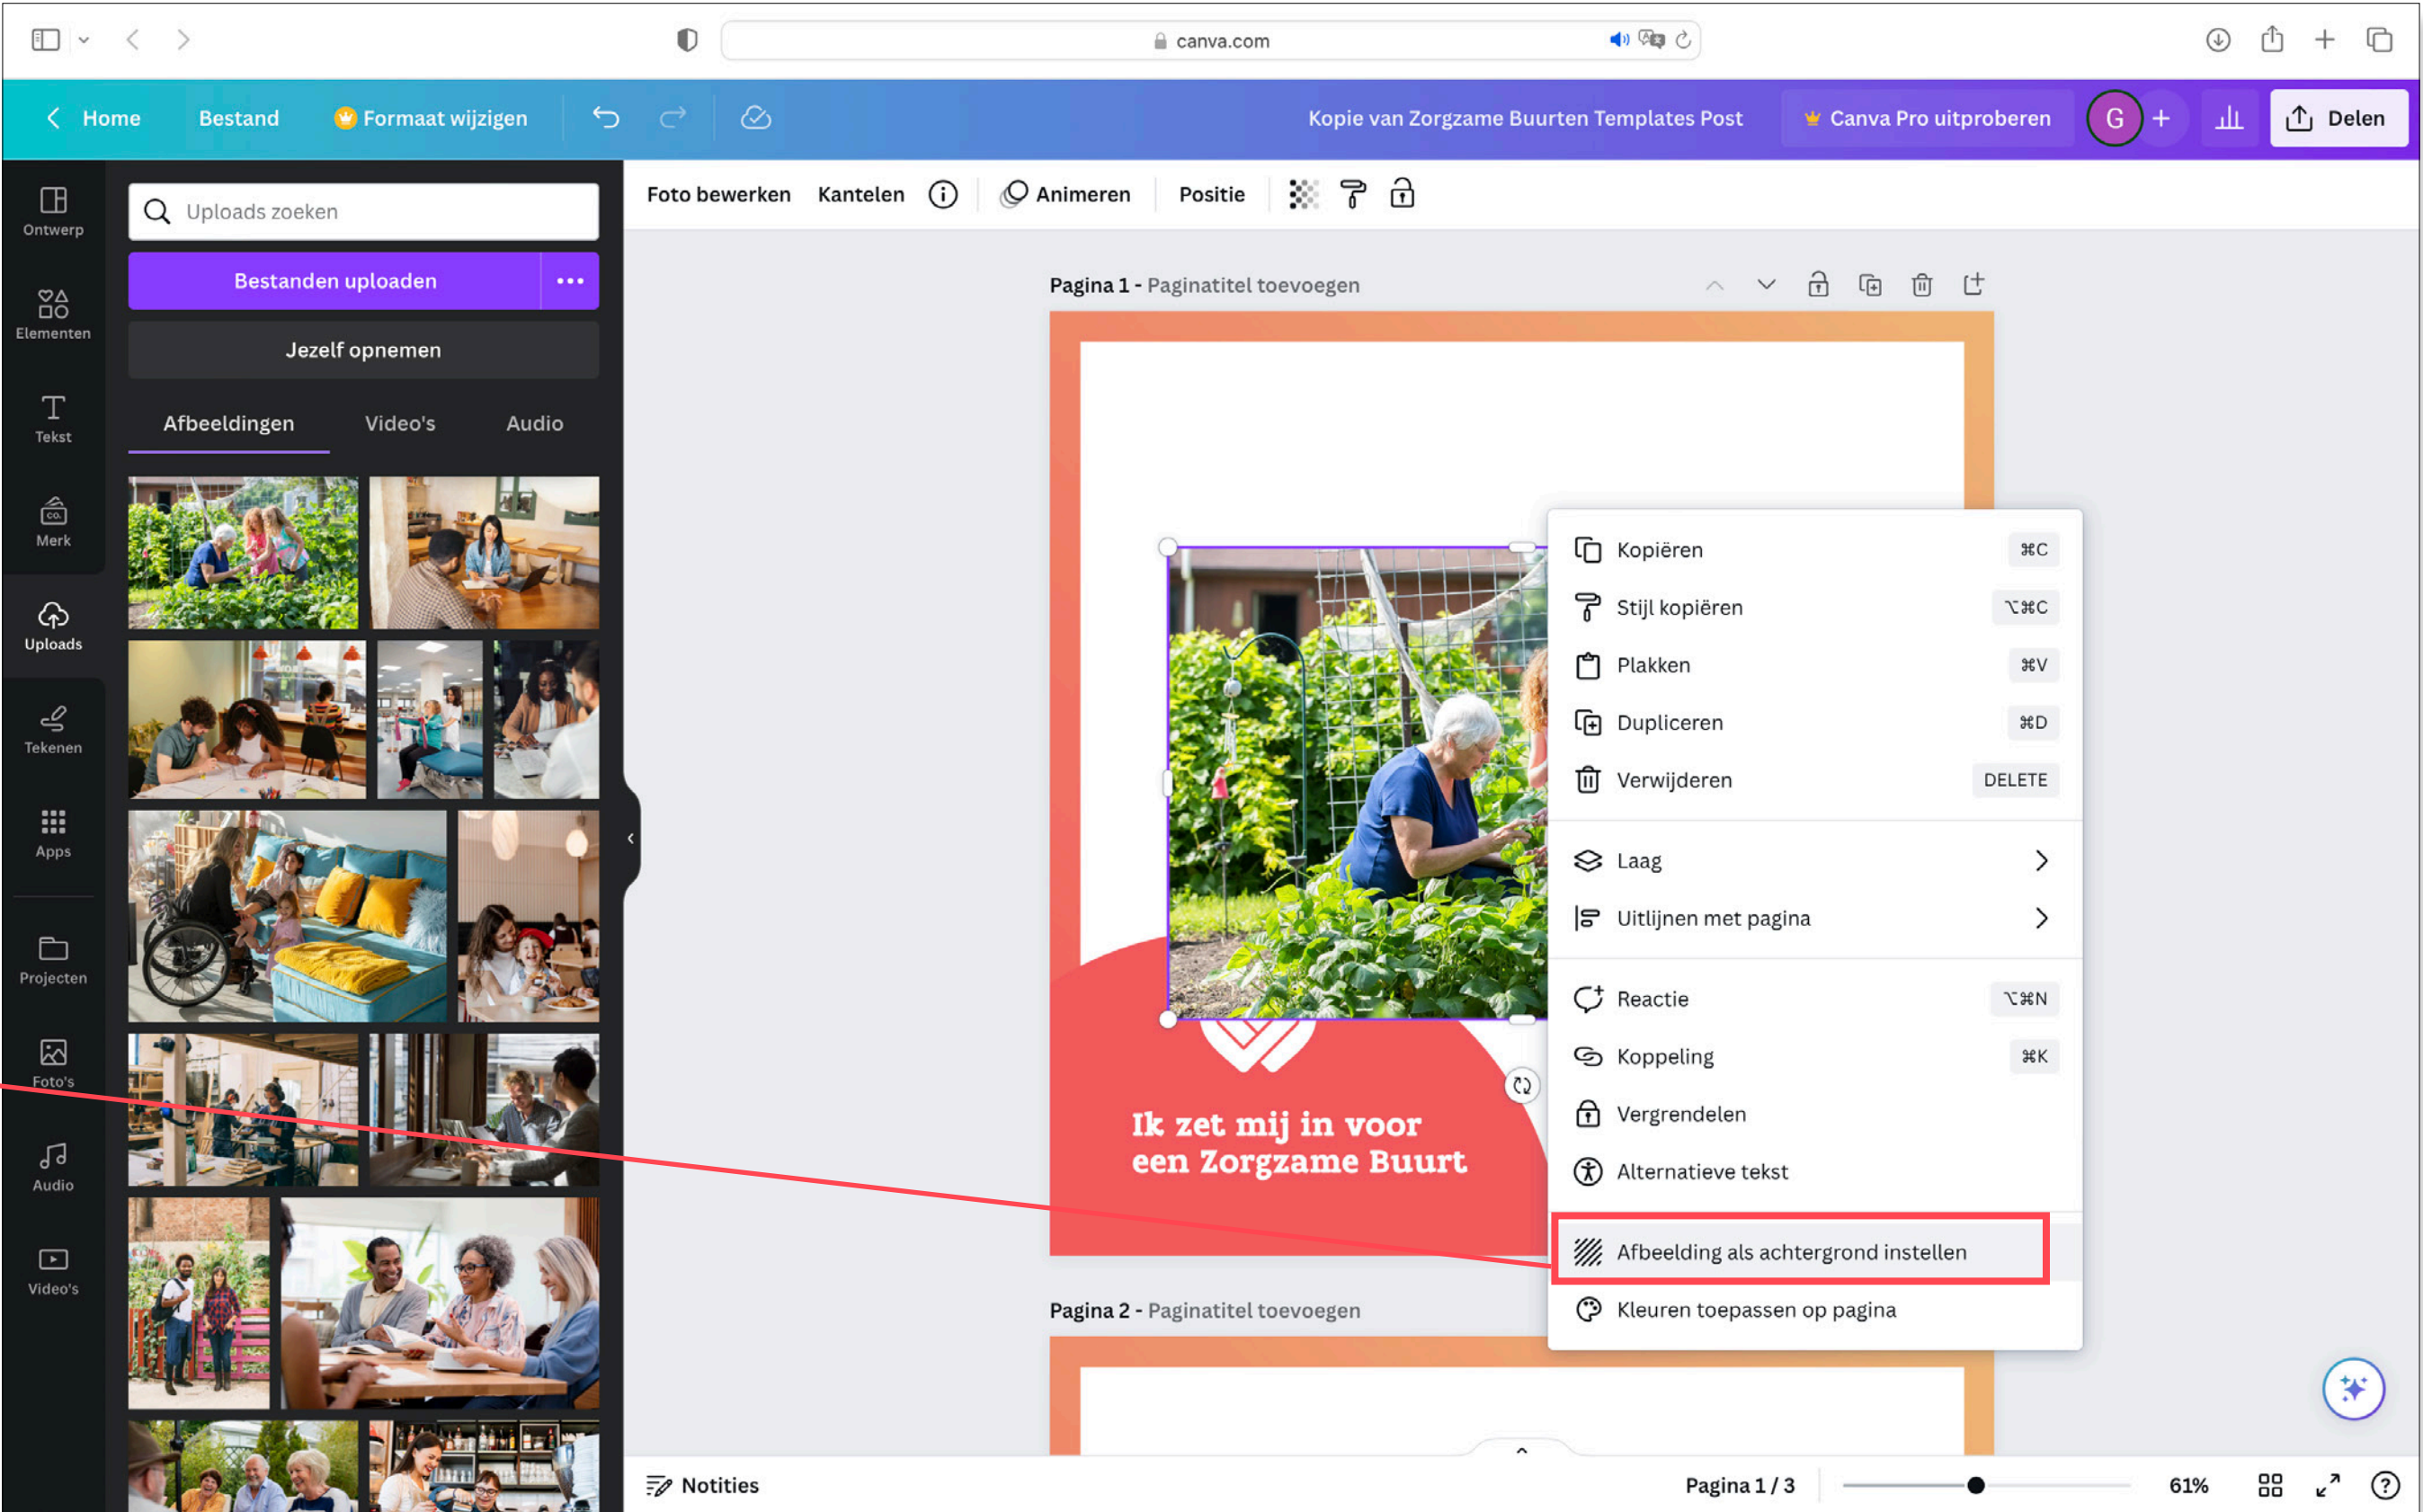 canva.com
Home
Bestand
Formaat wijzigen
Kopie van Zorgzame Buurten Templates Post
Canva Pro uitproberen
G
Delen
Ontwerp
Elementen
Tekst
CO.
Merk
Uploads
Tekenen
Apps
Projecten
Foto's
Audio
Video's
Uploads zoeken
Bestanden uploaden
Jezelf opnemen
Afbeeldingen
Video's
Audio
Foto bewerken
Kantelen
Animeren
Positie
Pagina 1 - Paginatitel toevoegen
Ik zet mij in voor
een Zorgzame Buurt
Kopiëren ⌘C
Stijl kopiëren ⌥⌘C
Plakken ⌘V
Dupliceren ⌘D
Verwijderen DELETE
Laag
Uitlijnen met pagina
Reactie ⌥⌘N
Koppeling ⌘K
Vergrendelen
Alternatieve tekst
Afbeelding als achtergrond instellen
Kleuren toepassen op pagina
Pagina 2 - Paginatitel toevoegen
Notities
Pagina 1 / 3
61%